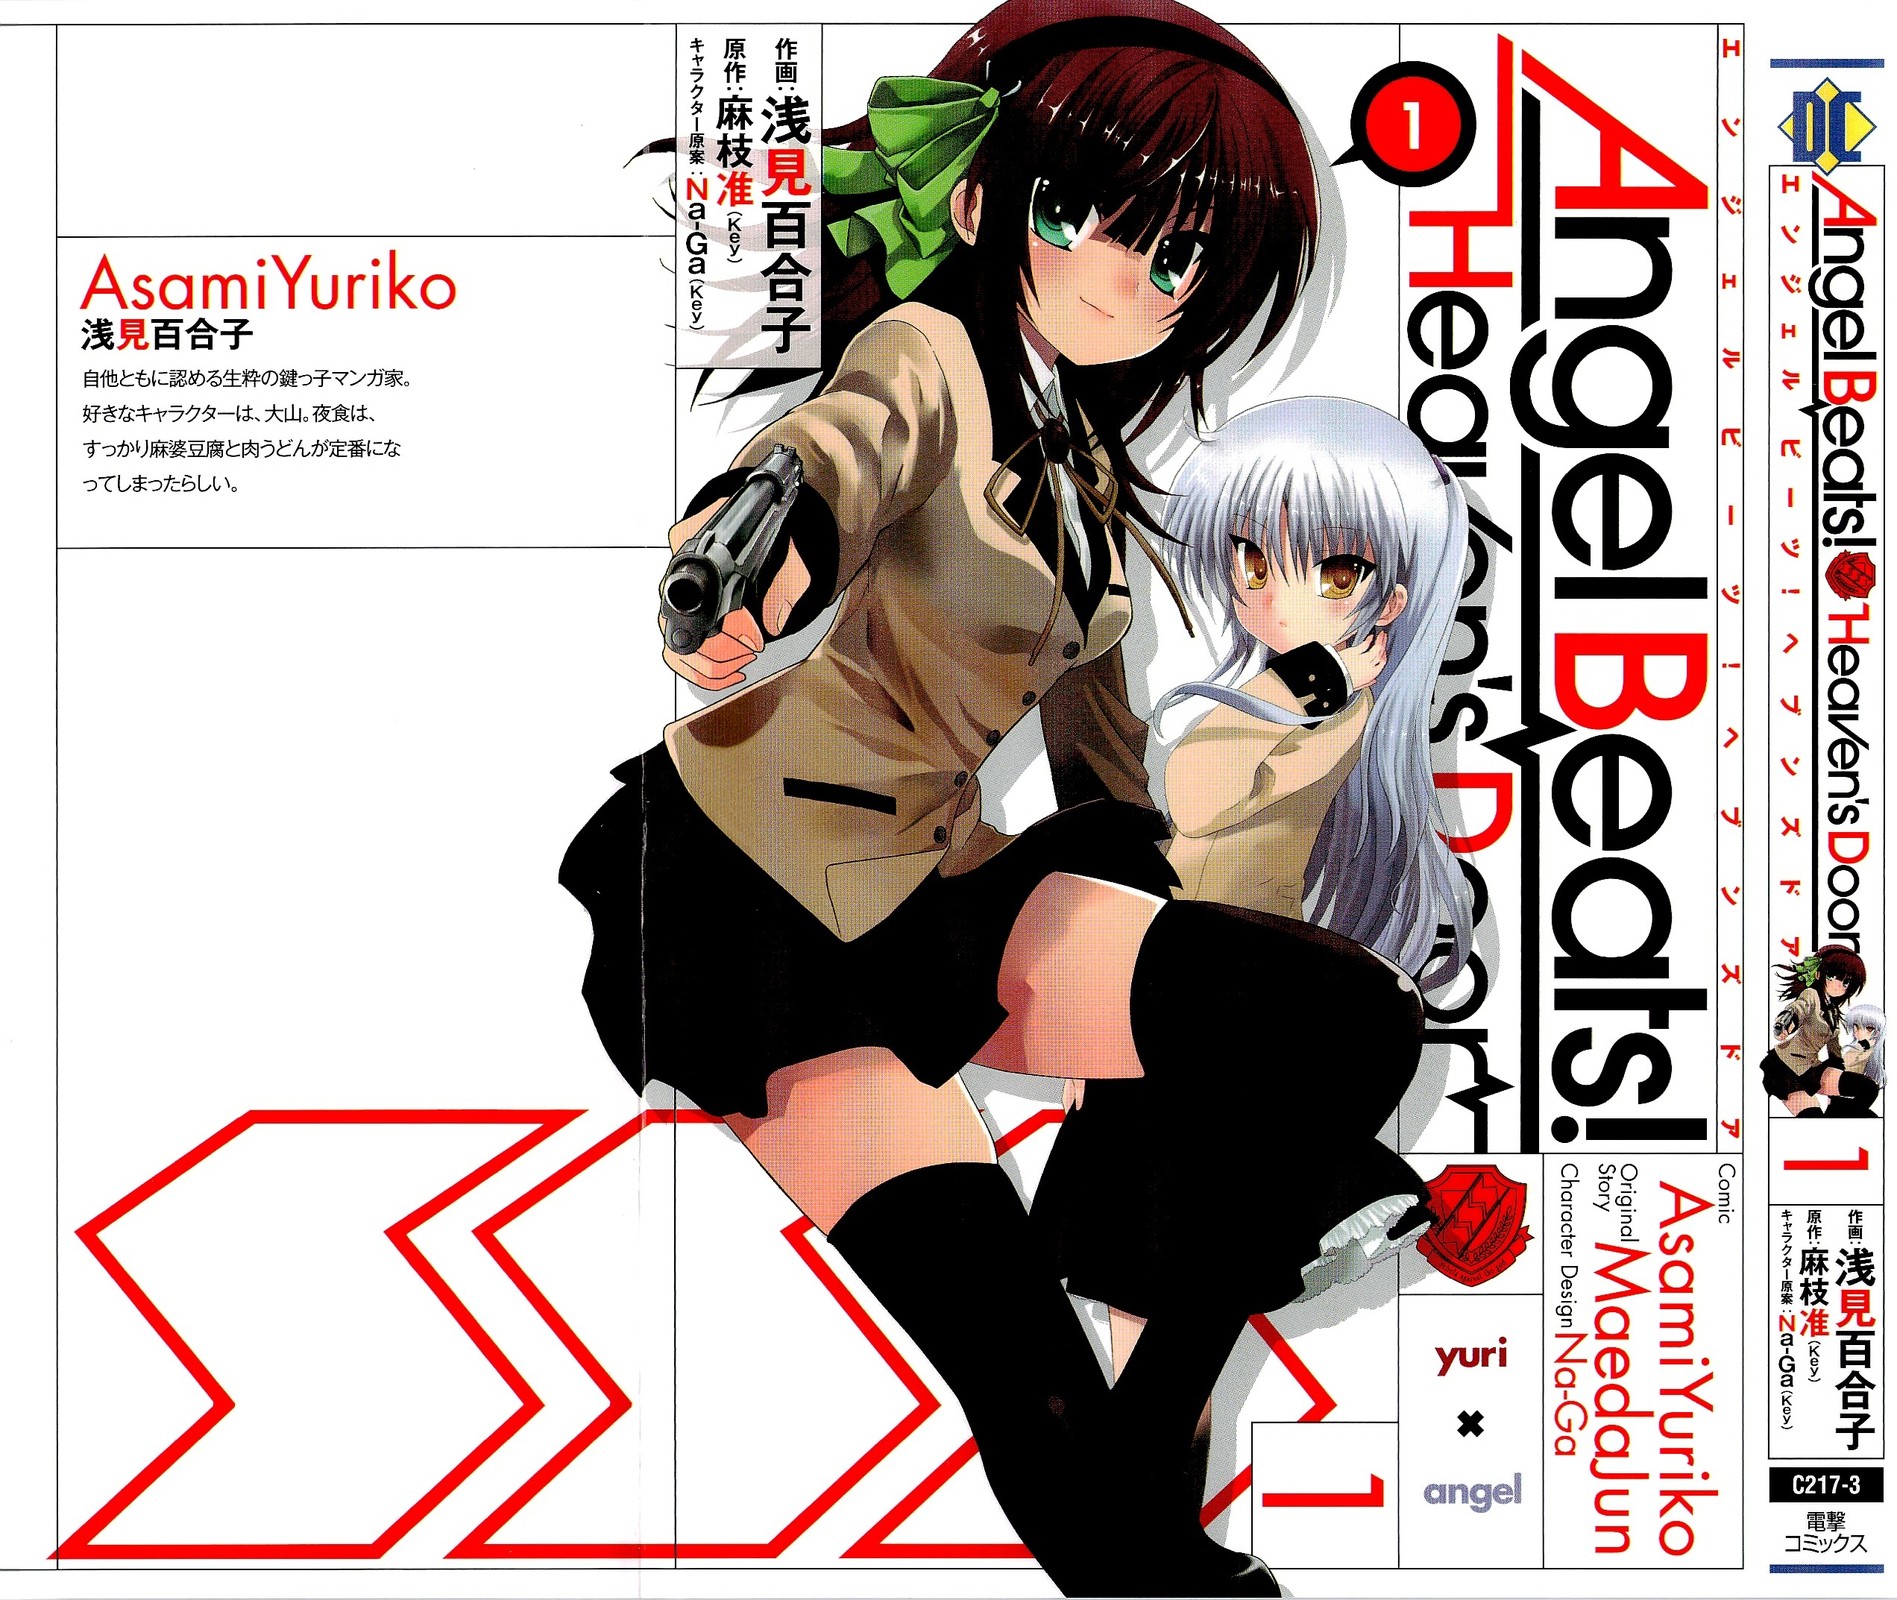 AsamiYuriko
浅見百合子
自他ともに認める生粋の鍵っ子マンガ家。
好きなキャラクターは、大山。夜食は、
すっかり麻婆豆腐と肉うどんが定番にな
ってしまったらしい。
作画:浅見百合子
原作:麻枝准(Key)
キャラクター原案:Na-Ga(Key)
1
Angel Beats!
Heaven's Door
エンジェルビーツ!ヘブンズドア
Comic
AsamiYuriko
Original Story
MaedaJun
Character Design
Na-Ga
yuri
×
angel
1
Angel Beats!
Heaven's Door
エンジェルビーツ!ヘブンズドア
1
作画:浅見百合子
原作:麻枝准(Key)
キャラクター原案:Na-Ga(Key)
C217-3
電撃
コミックス